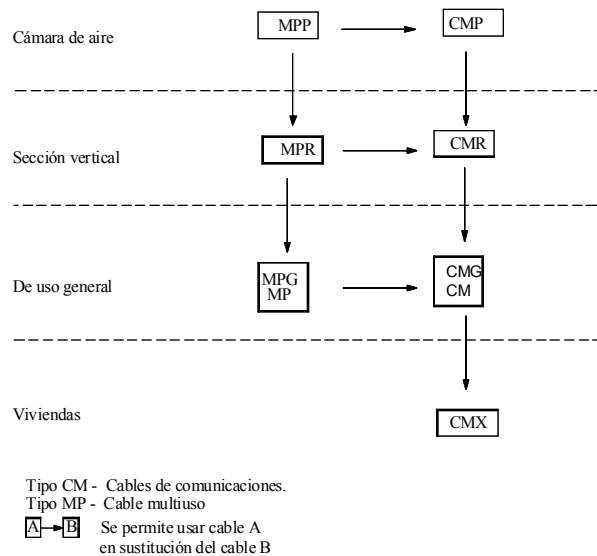 Cámara de aire
MPP
CMP
Sección vertical
MPR
CMR
De uso general
MPG
MP
CMG
CM
Viviendas
CMX
Tipo CM - Cables de comunicaciones.
Tipo MP - Cable multiuso
A B Se permite usar cable A
en sustitución del cable B